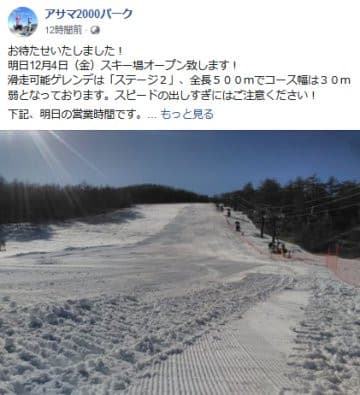 アサマ2000パーク
12時間前 ·
お待たせいたしました！
明日12月4日（金）スキー場オープン致します！
滑走可能ゲレンデは「ステージ２」、全長５００ｍでコース幅は３０ｍ
弱となっております。スピードの出しすぎにはご注意ください！
下記、明日の営業時間です。... もっと見る